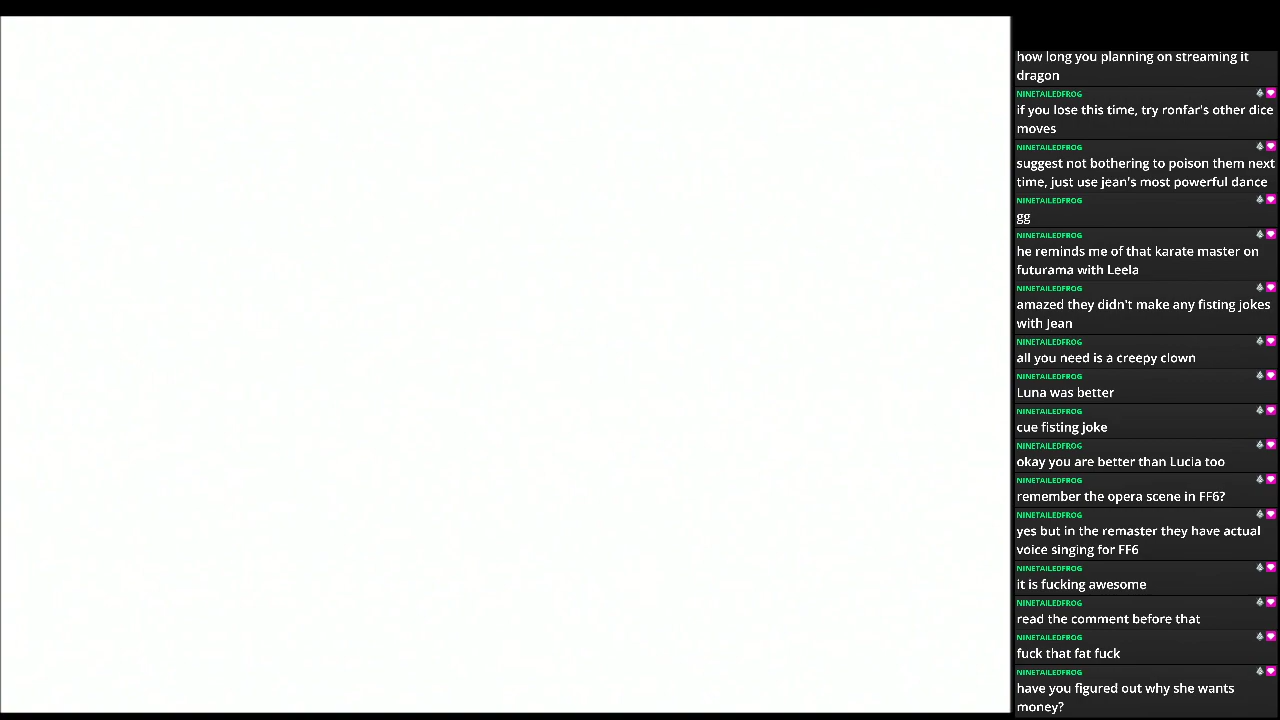 how long you planning on streaming it
dragon
NINETAILEDFROG
if you lose this time, try ronfar's other dice
moves
NINETAILEDFROG
suggest not bothering to poison them next
time, just use jean's most powerful dance
NINETAILEDFROG
gg
NINETAILEDFROG
he reminds me of that karate master on
futurama with Leela
NINETAILEDFROG
amazed they didn't make any fisting jokes
with Jean
NINETAILEDFROG
all you need is a creepy clown
NINETAILEDFROG
Luna was better
NINETAILEDFROG
cue fisting joke
NINETAILEDFROG
okay you are better than Lucia too
NINETAILEDFROG
remember the opera scene in FF6?
NINETAILEDFROG
yes but in the remaster they have actual
voice singing for FF6
NINETAILEDFROG
it is fucking awesome
NINETAILEDFROG
read the comment before that
NINETAILEDFROG
fuck that fat fuck
NINETAILEDFROG
have you figured out why she wants
money?